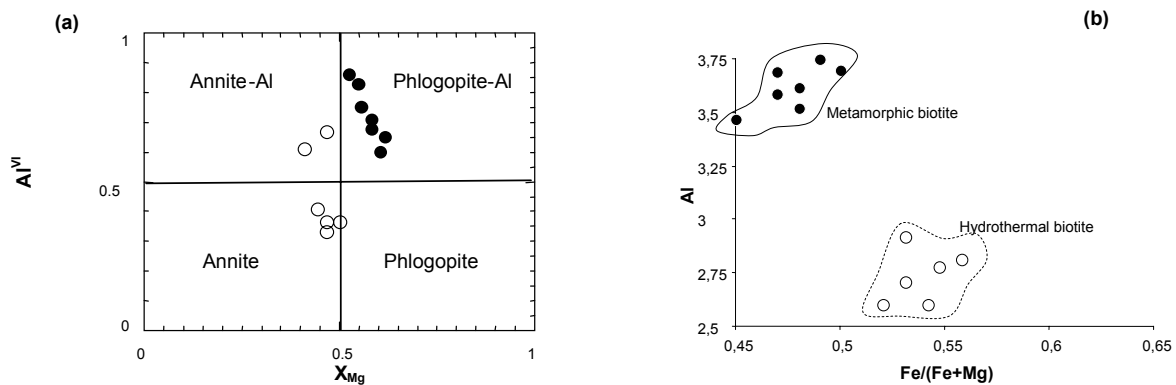 (a)
1
Annite-Al
Phlogopite-Al
Al^VI
0.5
Annite
Phlogopite
0
0
0.5
1
X_Mg
(b)
3,75
Metamorphic biotite
3,5
3,25
Al
3
Hydrothermal biotite
2,75
2,5
0,45
0,5
0,55
0,6
0,65
Fe/(Fe+Mg)